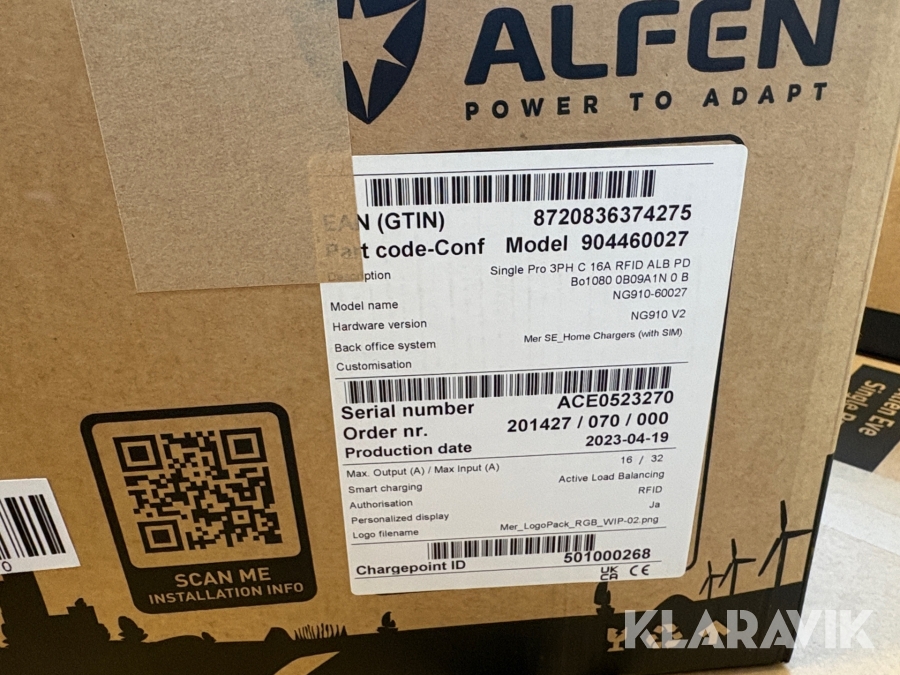 ALFEN
POWER TO ADAPT
EAN (GTIN) 8720836374275
Part code-Conf Model 904460027
Description Single Pro 3PH C 16A RFID ALB PD
Bo1080 0B09A1N 0 B
Model name NG910-60027
Hardware version NG910 V2
Back office system Mer SE_Home Chargers (with SIM)
Customisation
Serial number ACE0523270
Order nr. 201427 / 070 / 000
Production date 2023-04-19
Max. Output (A) / Max Input (A) 16 / 32
Smart charging Active Load Balancing
Authorisation RFID
Personalized display Ja
Logo filename Mer_LogoPack_RGB_WIP-02.png
Chargepoint ID 501000268
UK
CA CE
SCAN ME
INSTALLATION INFO
0
Alfen Eve
Single
KLARAVIK